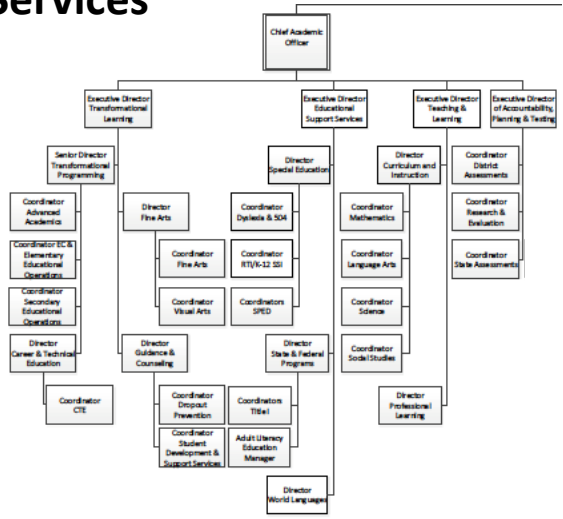 Services
Chief Academic
Officer
Executive Director
Transformational
Learning
Executive Director
Educational
Support Services
Executive Director
Teaching &
Learning
Executive Director
of Accountability,
Planning & Testing
Senior Director
Transformational
Programming
Director
Special Education
Director
Curriculum and
Instruction
Coordinator
District
Assessments
Coordinator
Advanced
Academics
Director
Fine Arts
Coordinator
Dyslexia & 504
Coordinator
Mathematics
Coordinator
Research &
Evaluation
Coordinator EC &
Elementary
Educational
Operations
Coordinator
Fine Arts
Coordinator
RTI/K-12 SSI
Coordinator
Language Arts
Coordinator
State Assessments
Coordinator
Secondary
Educational
Operations
Coordinator
Visual Arts
Coordinators
SPED
Coordinator
Science
Director
Career & Technical
Education
Director
Guidance &
Counseling
Director
State & Federal
Programs
Coordinator
Social Studies
Coordinator
CTE
Coordinator
Dropout
Prevention
Coordinators
Title I
Director
Professional
Learning
Coordinator
Student
Development &
Support Services
Adult Literacy
Education
Manager
Director
World Languages